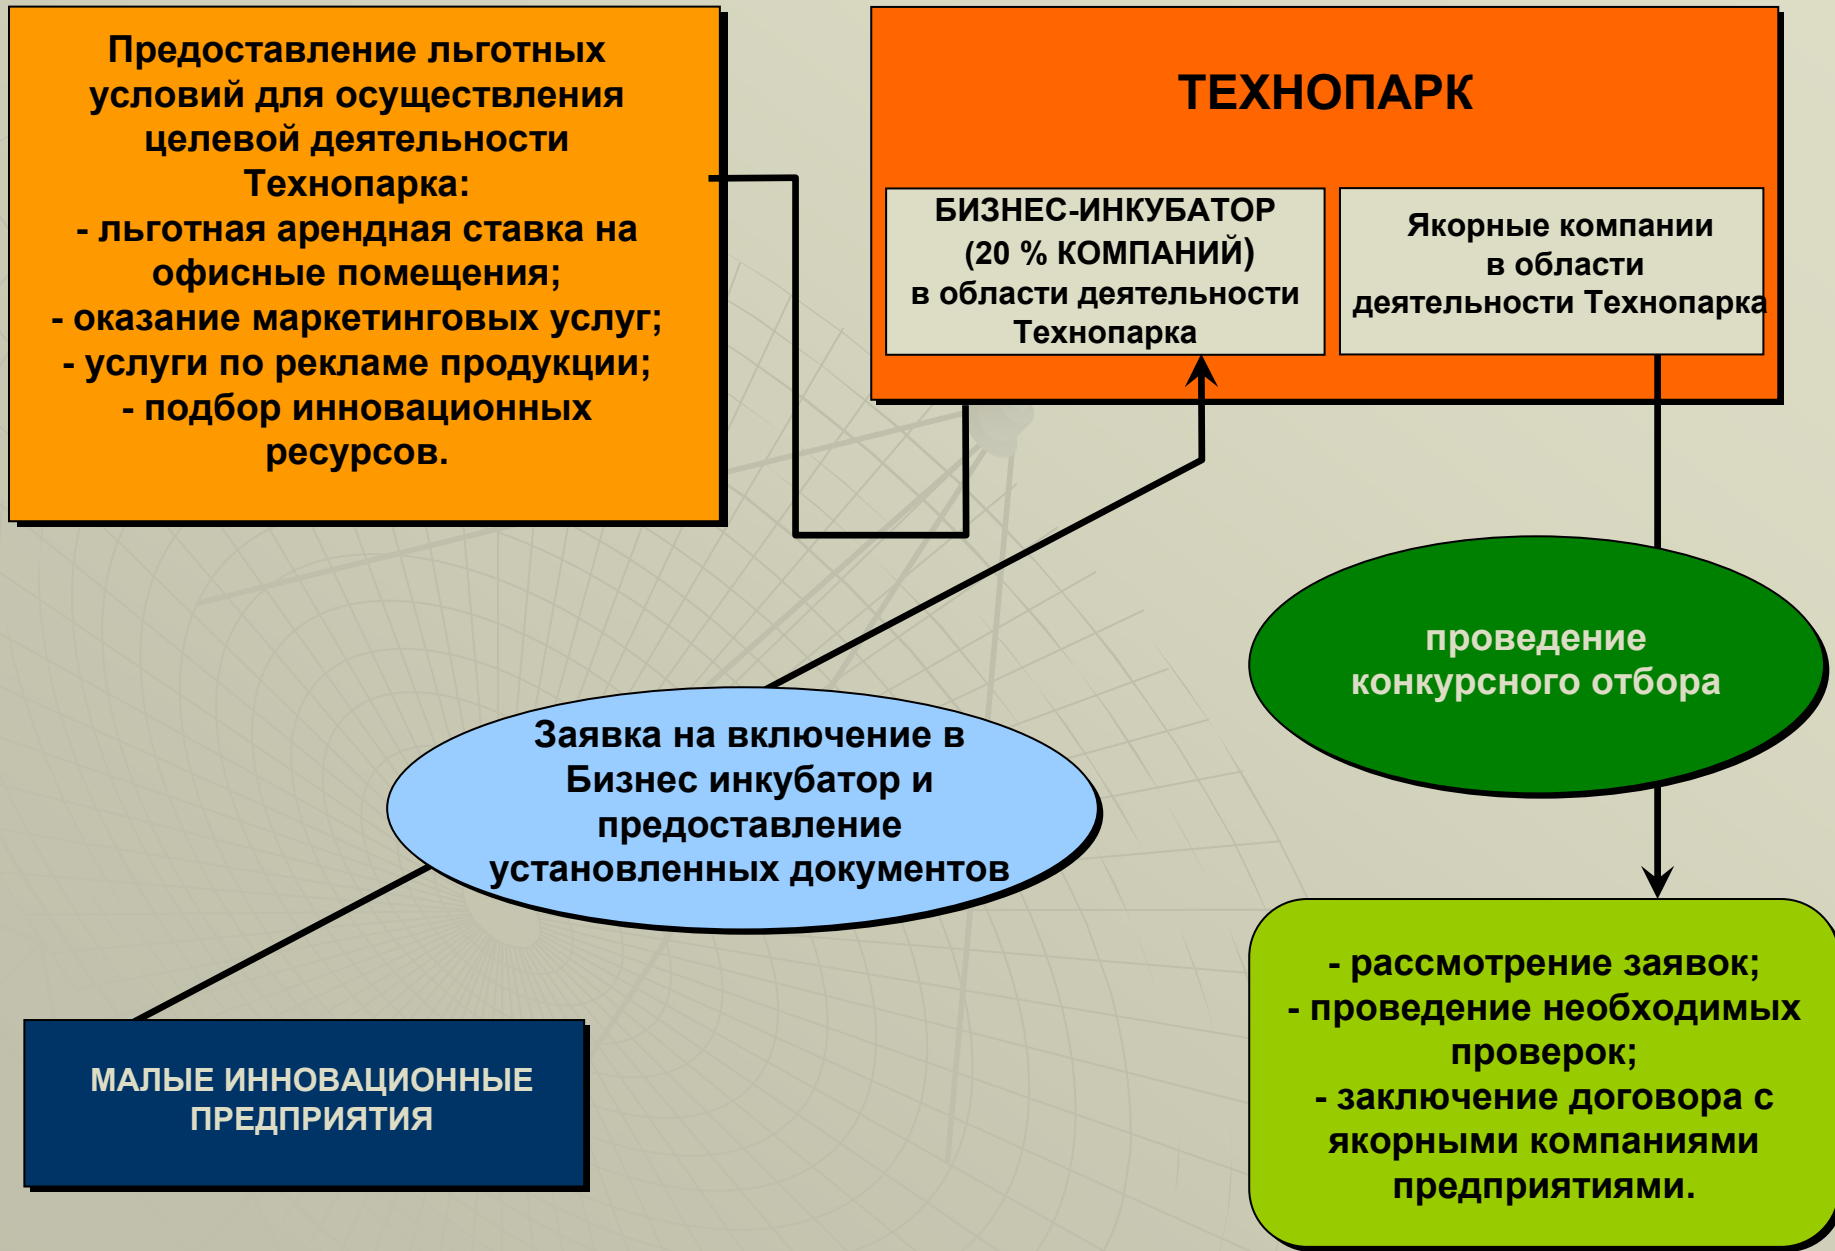 Предоставление льготных
условий для осуществления
целевой деятельности
Технопарка:
- льготная арендная ставка на
офисные помещения;
- оказание маркетинговых услуг;
- услуги по рекламе продукции;
- подбор инновационных
ресурсов.
ТЕХНОПАРК
БИЗНЕС-ИНКУБАТОР
(20 % КОМПАНИЙ)
в области деятельности
Технопарка
Якорные компании
в области
деятельности Технопарка
проведение
конкурсного отбора
Заявка на включение в
Бизнес инкубатор и
предоставление
установленных документов
МАЛЫЕ ИННОВАЦИОННЫЕ
ПРЕДПРИЯТИЯ
- рассмотрение заявок;
- проведение необходимых
проверок;
- заключение договора с
якорными компаниями
предприятиями.